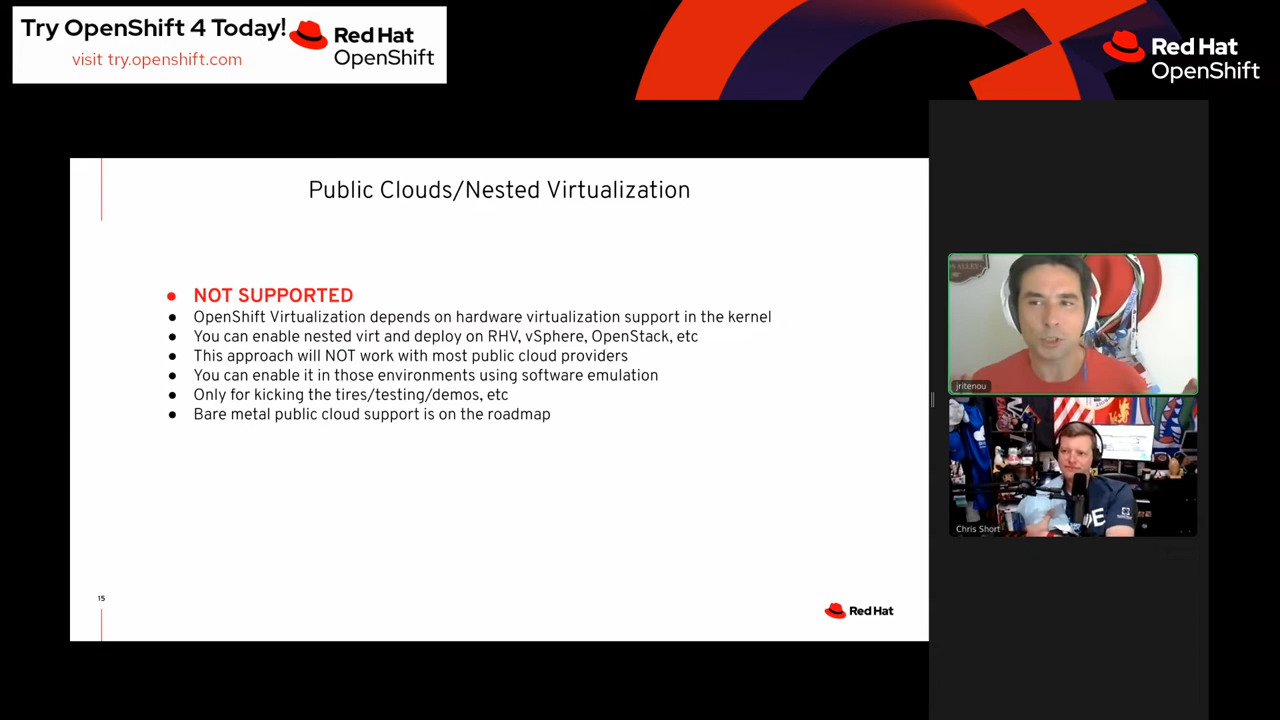 Try OpenShift 4 Today!
visit try.openshift.com
Red Hat
OpenShift
Red Hat
OpenShift
Public Clouds/Nested Virtualization
● NOT SUPPORTED
● OpenShift Virtualization depends on hardware virtualization support in the kernel
● You can enable nested virt and deploy on RHV, vSphere, OpenStack, etc
● This approach will NOT work with most public cloud providers
● You can enable it in those environments using software emulation
● Only for kicking the tires/testing/demos, etc
● Bare metal public cloud support is on the roadmap
15
Red Hat
jritenou
Chris Short